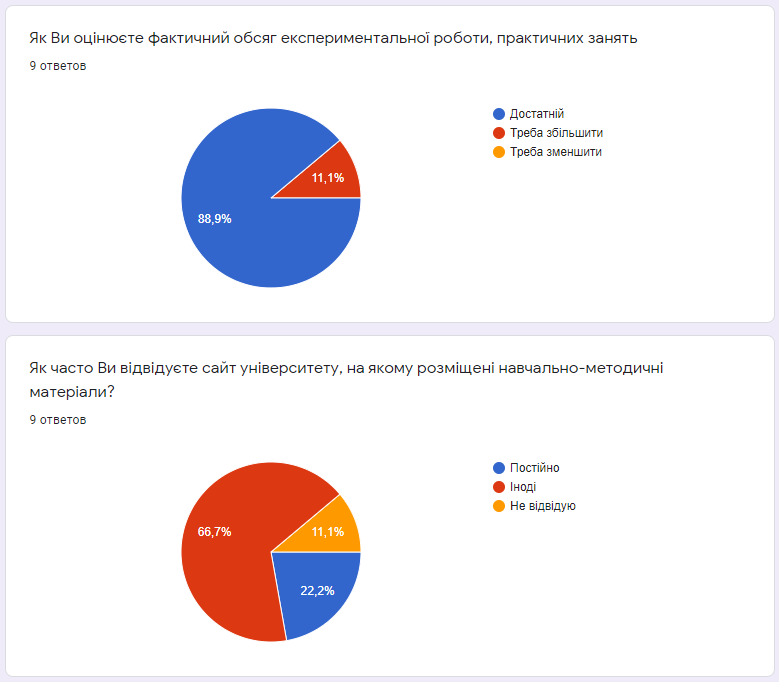 Як Ви оцінюєте фактичний обсяг експериментальної роботи, практичних занять
9 ответов
Достатній
Треба збільшити
Треба зменшити
11,1%
88,9%
Як часто Ви відвідуєте сайт університету, на якому розміщені навчально-методичні
матеріали?
9 ответов
Постійно
Іноді
Не відвідую
66,7%
11,1%
22,2%